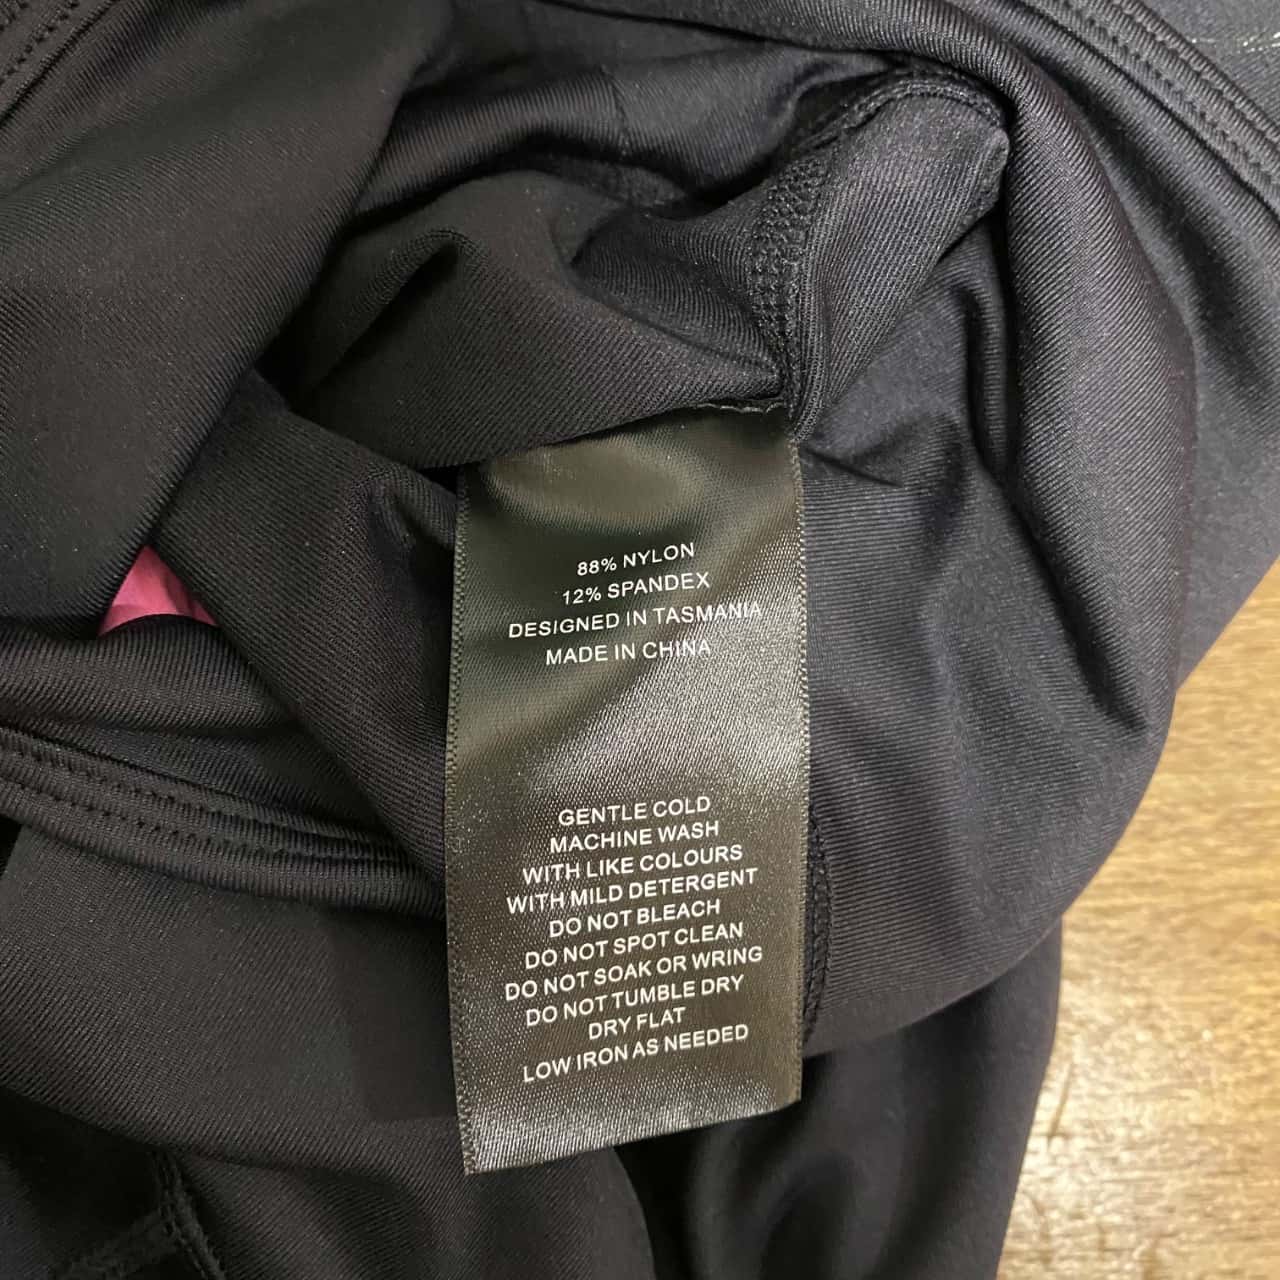 88% NYLON
12% SPANDEX
DESIGNED IN TASMANIA
MADE IN CHINA
GENTLE COLD
MACHINE WASH
WITH LIKE COLOURS
WITH MILD DETERGENT
DO NOT BLEACH
DO NOT SPOT CLEAN
DO NOT SOAK OR WRING
DO NOT TUMBLE DRY
DRY FLAT
LOW IRON AS NEEDED